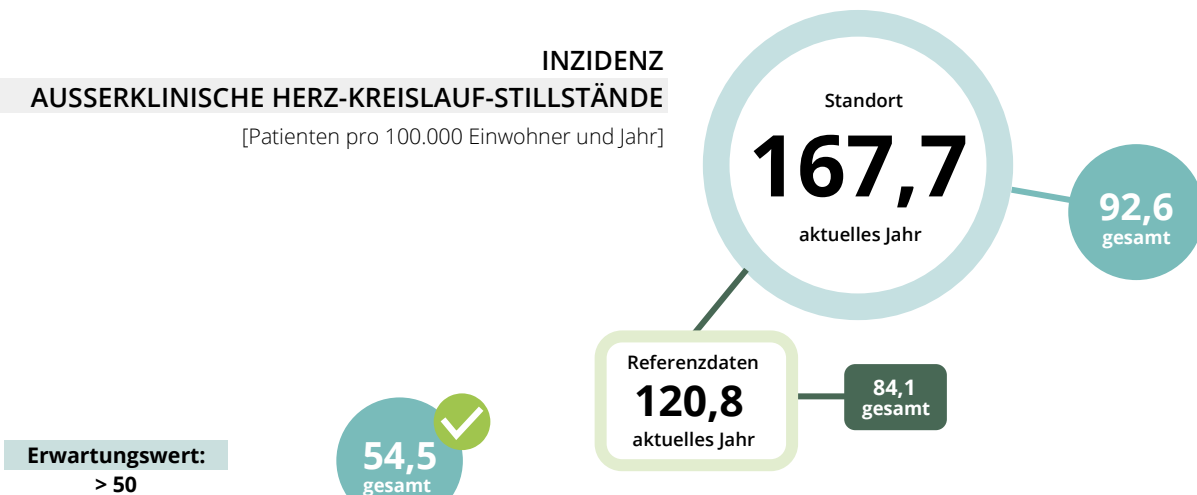 INZIDENZ
AUSSERKLINISCHE HERZ-KREISLAUF-STILLSTÄNDE
[Patienten pro 100.000 Einwohner und Jahr]
Standort
167,7
aktuelles Jahr
92,6
gesamt
Referenzdaten
120,8
aktuelles Jahr
84,1
gesamt
Erwartungswert:
> 50
54,5
gesamt